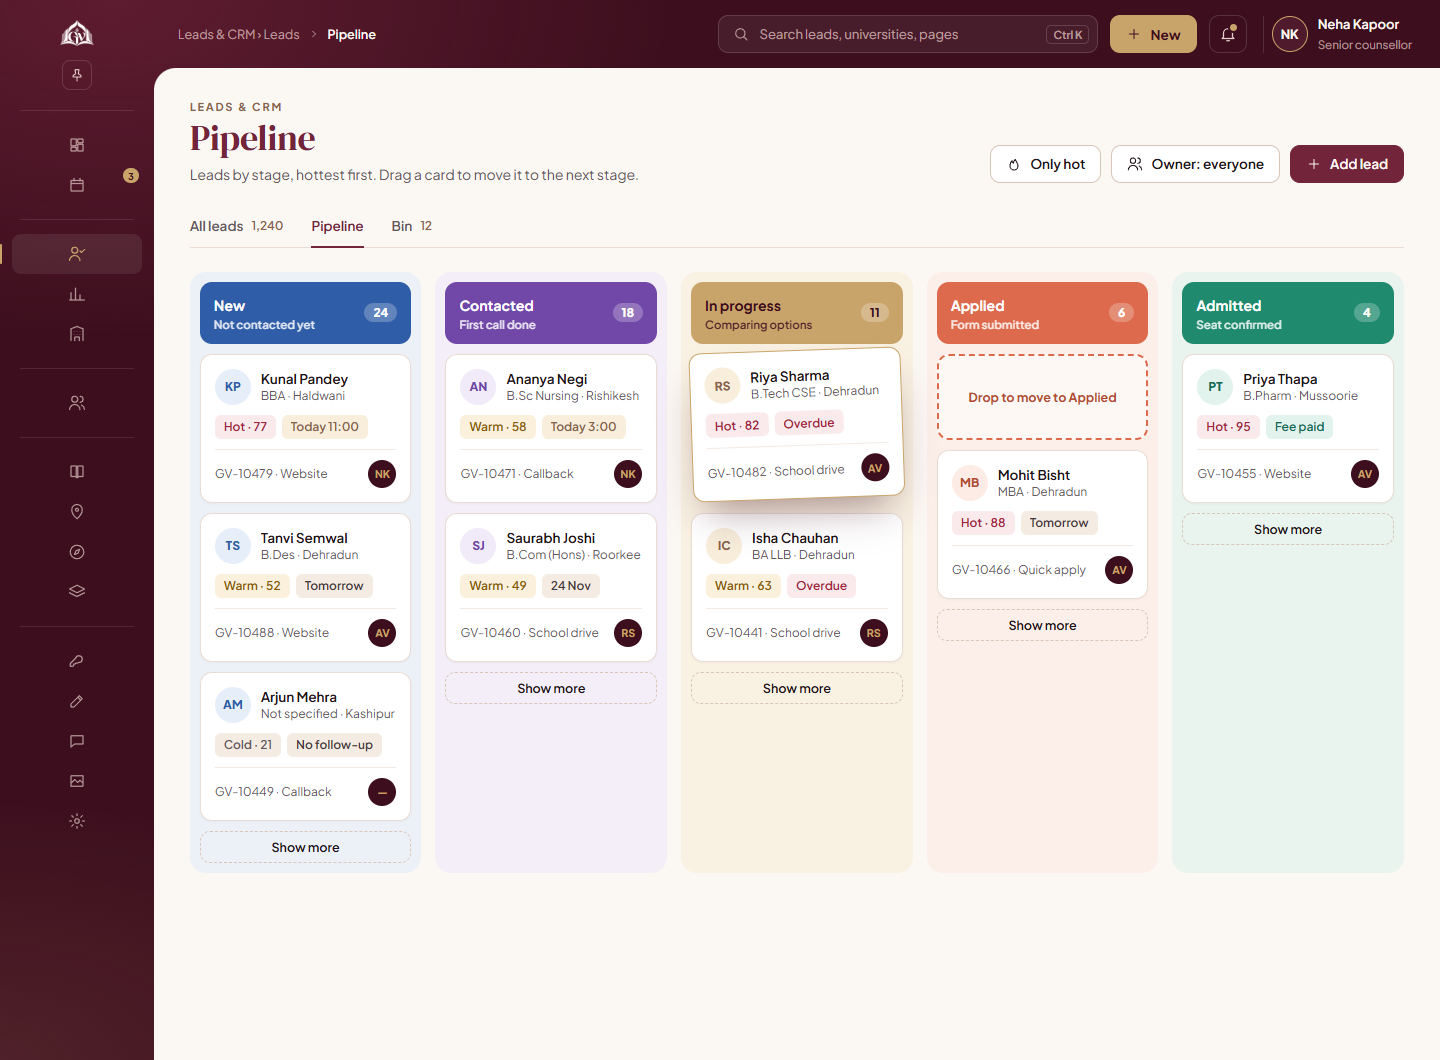 GV
Leads & CRM › Leads > Pipeline
Search leads, universities, pages
Ctrl K
+ New
NK
Neha Kapoor
Senior counsellor
3
LEADS & CRM
Pipeline
Leads by stage, hottest first. Drag a card to move it to the next stage.
Only hot
Owner: everyone
+ Add lead
All leads 1,240
Pipeline
Bin 12
New
Not contacted yet
24
KP
Kunal Pandey
BBA · Haldwani
Hot · 77
Today 11:00
GV-10479 · Website
NK
TS
Tanvi Semwal
B.Des · Dehradun
Warm · 52
Tomorrow
GV-10488 · Website
AV
AM
Arjun Mehra
Not specified · Kashipur
Cold · 21
No follow-up
GV-10449 · Callback
—
Show more
Contacted
First call done
18
AN
Ananya Negi
B.Sc Nursing · Rishikesh
Warm · 58
Today 3:00
GV-10471 · Callback
NK
SJ
Saurabh Joshi
B.Com (Hons) · Roorkee
Warm · 49
24 Nov
GV-10460 · School drive
RS
Show more
In progress
Comparing options
11
RS
Riya Sharma
B.Tech CSE · Dehradun
Hot · 82
Overdue
GV-10482 · School drive
AV
IC
Isha Chauhan
BA LLB · Dehradun
Warm · 63
Overdue
GV-10441 · School drive
RS
Show more
Applied
Form submitted
6
Drop to move to Applied
MB
Mohit Bisht
MBA · Dehradun
Hot · 88
Tomorrow
GV-10466 · Quick apply
AV
Show more
Admitted
Seat confirmed
4
PT
Priya Thapa
B.Pharm · Mussoorie
Hot · 95
Fee paid
GV-10455 · Website
AV
Show more